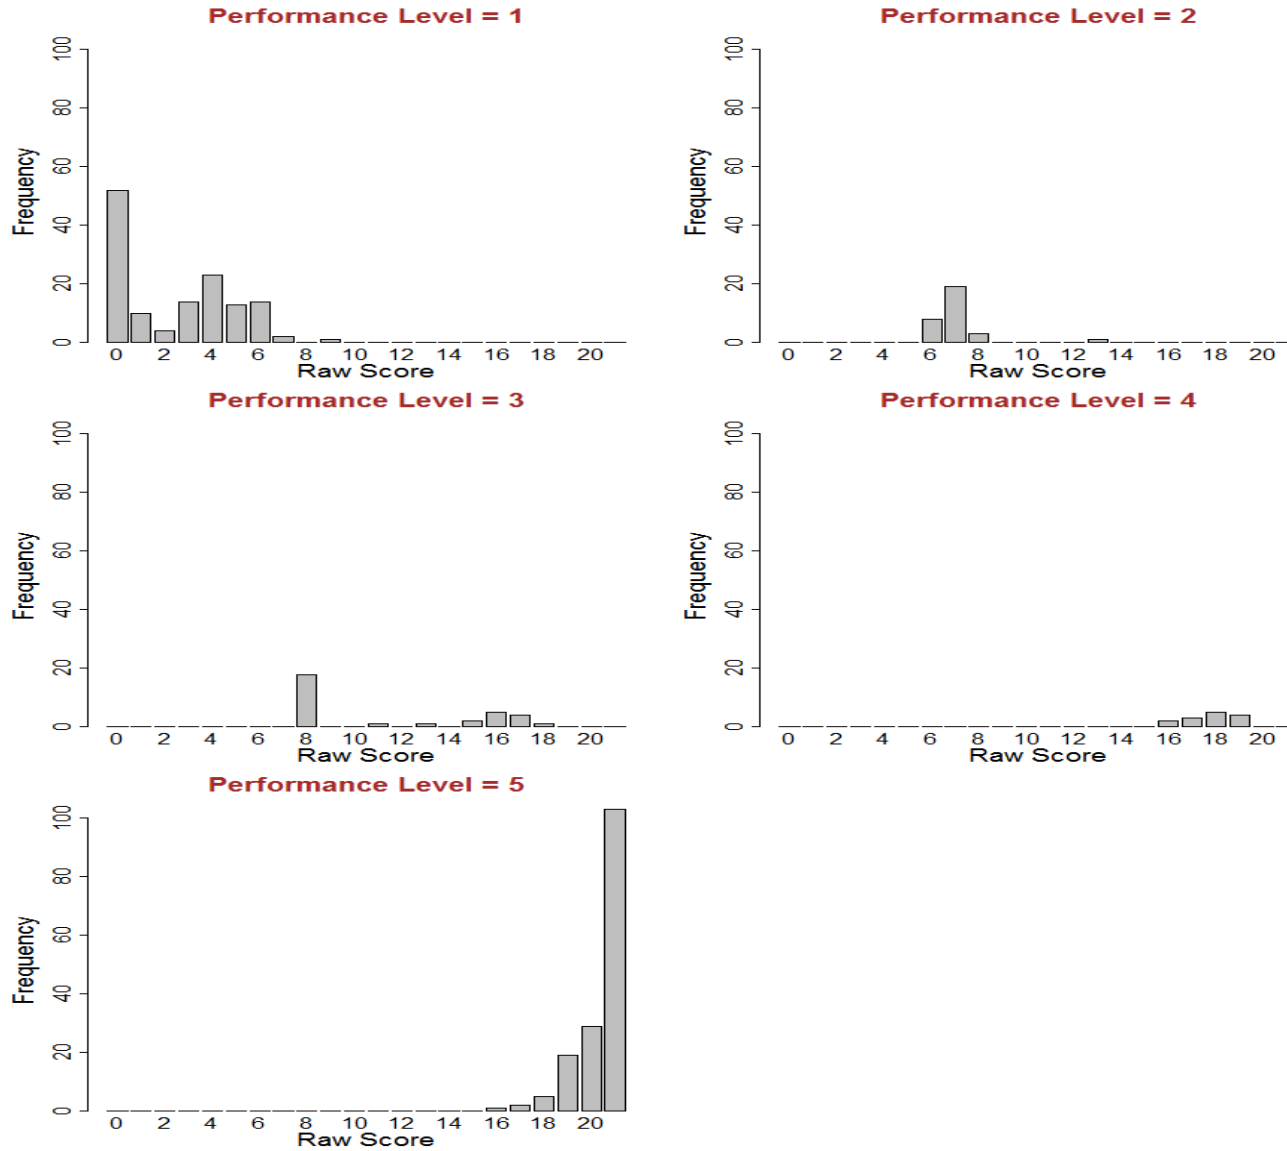 Performance Level = 1
Frequency
100
80
60
40
20
0
0 2 4 6 8 10 12 14 16 18 20
Raw Score
Performance Level = 2
Frequency
100
80
60
40
20
0
0 2 4 6 8 10 12 14 16 18 20
Raw Score
Performance Level = 3
Frequency
100
80
60
40
20
0
0 2 4 6 8 10 12 14 16 18 20
Raw Score
Performance Level = 4
Frequency
100
80
60
40
20
0
0 2 4 6 8 10 12 14 16 18 20
Raw Score
Performance Level = 5
Frequency
100
80
60
40
20
0
0 2 4 6 8 10 12 14 16 18 20
Raw Score